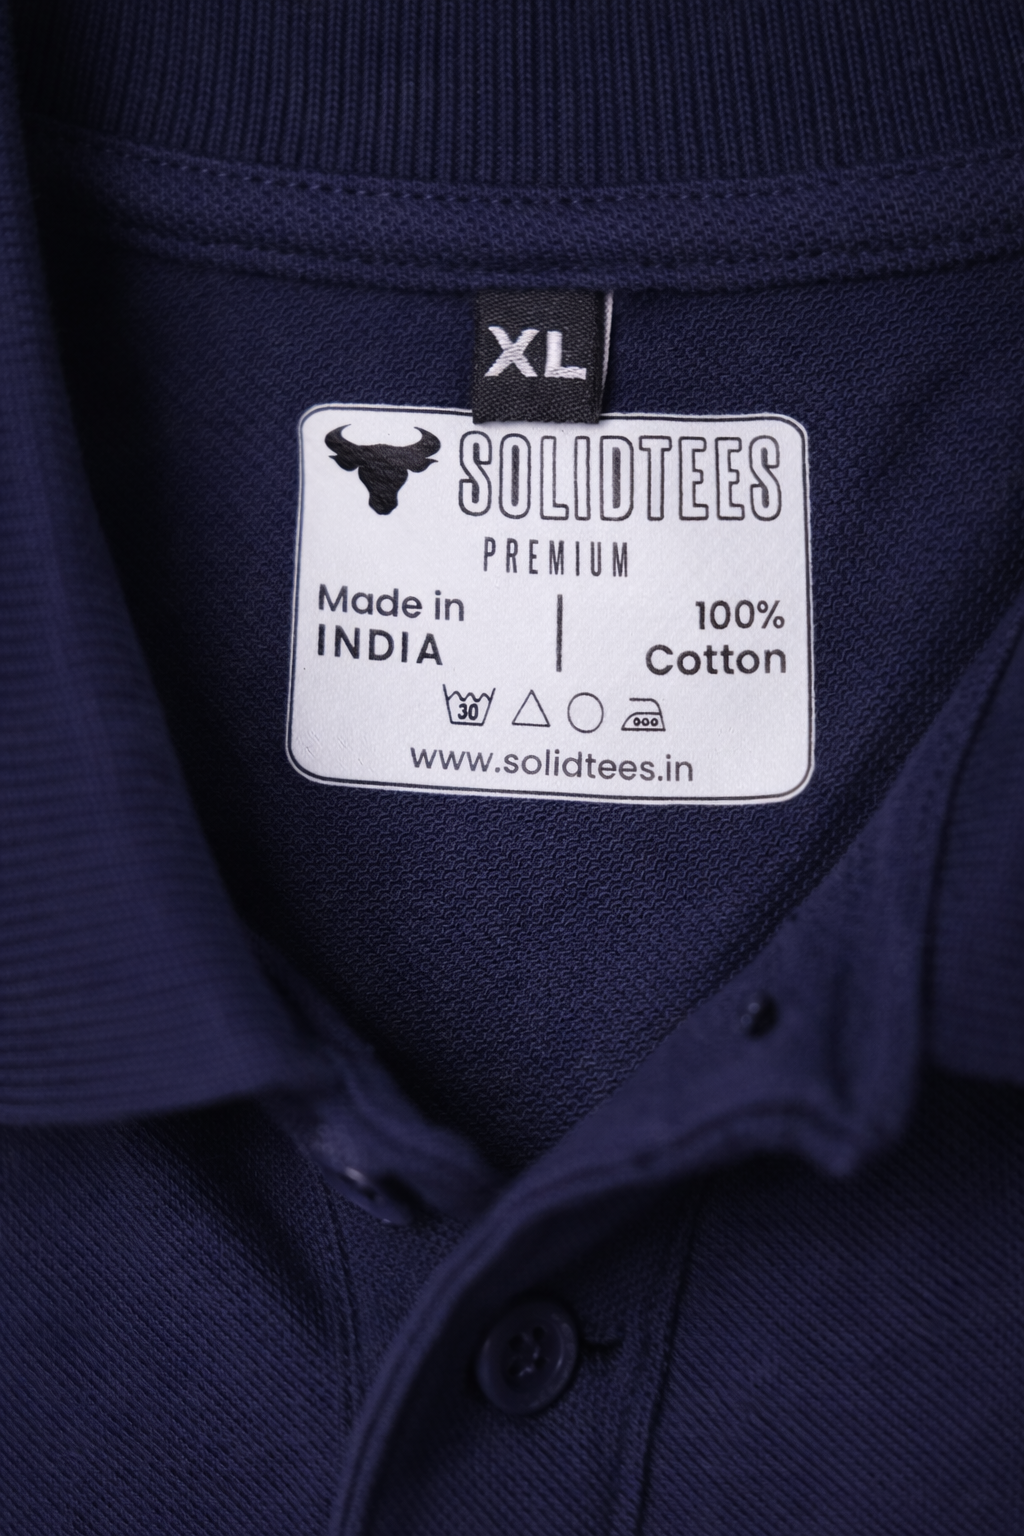 XL
SOLIDTEES
PREMIUM
Made in
INDIA
100%
Cotton
30
www.solidtees.in